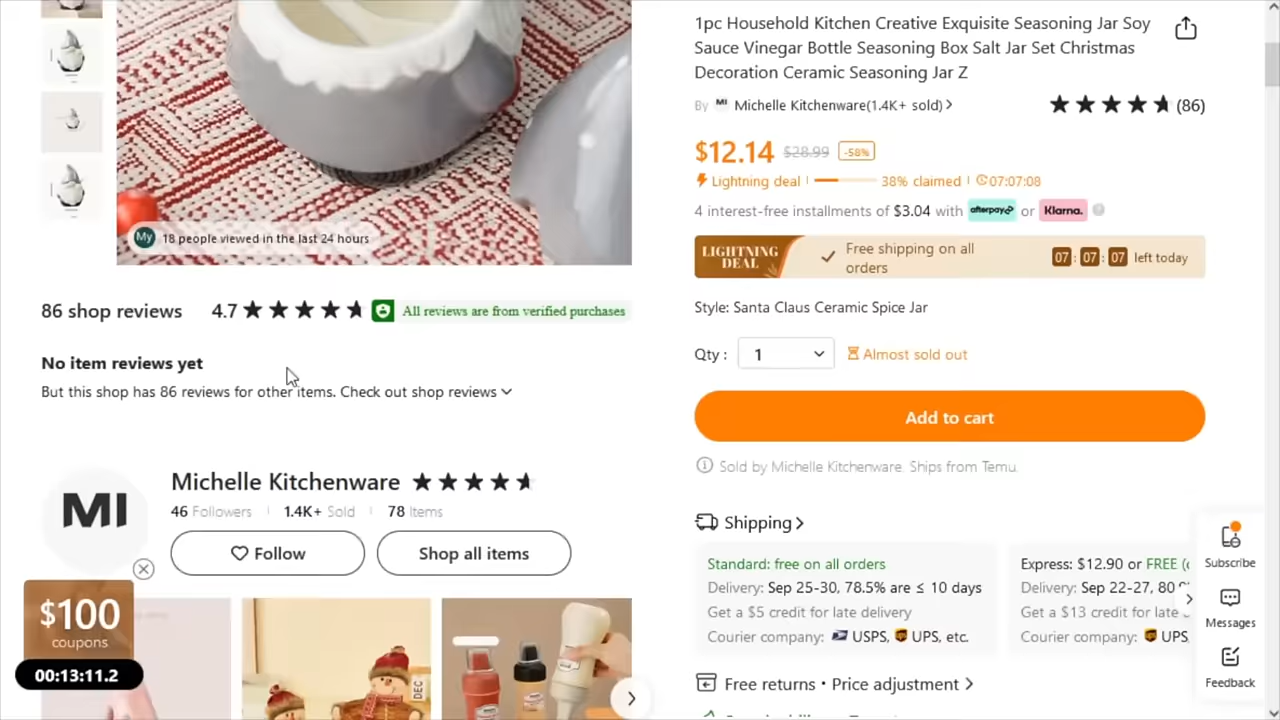 1pc Household Kitchen Creative Exquisite Seasoning Jar Soy
Sauce Vinegar Bottle Seasoning Box Salt Jar Set Christmas
Decoration Ceramic Seasoning Jar Z
By MI Michelle Kitchenware(1.4K+ sold)
(86)
$12.14 $28.99 -58%
Lightning deal 38% claimed 07:07:08
4 interest-free installments of $3.04 with afterpay or Klarna.
LIGHTNING
DEAL
Free shipping on all
orders
07 : 07 : 07 left today
Style: Santa Claus Ceramic Spice Jar
Qty : 1 Almost sold out
Add to cart
Sold by Michelle Kitchenware. Ships from Temu.
Shipping
Standard: free on all orders
Delivery: Sep 25-30, 78.5% are ≤ 10 days
Get a $5 credit for late delivery
Courier company: USPS, UPS, etc.
Express: $12.90 or FREE
Delivery: Sep 22-27,
Get a $13 credit for late
Courier company: UPS,
Free returns • Price adjustment
My 18 people viewed in the last 24 hours
86 shop reviews 4.7 All reviews are from verified purchases
No item reviews yet
But this shop has 86 reviews for other items. Check out shop reviews
MI
Michelle Kitchenware
46 Followers 1.4K+ Sold 78 Items
Follow
Shop all items
$100
coupons
00:13:11.2
DEC
Subscribe
Messages
Feedback